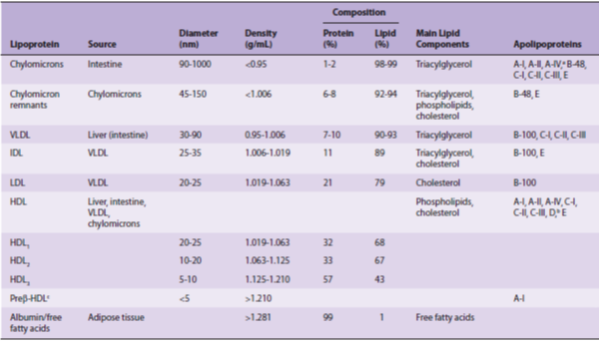 Composition
Lipoprotein Source Diameter (nm) Density (g/mL) Protein (%) Lipid (%) Main Lipid Components Apolipoproteins
Chylomicrons Intestine 90-1000 <0.95 1-2 98-99 Triacylglycerol A-I, A-II, A-IV,ᵃ B-48,
C-I, C-II, C-III, E
Chylomicron Chylomicrons 45-150 <1.006 6-8 92-94 Triacylglycerol, B-48, E
remnants phospholipids,
cholesterol
VLDL Liver (intestine) 30-90 0.95-1.006 7-10 90-93 Triacylglycerol B-100, C-I, C-II, C-III
IDL VLDL 25-35 1.006-1.019 11 89 Triacylglycerol, B-100, E
cholesterol
LDL VLDL 20-25 1.019-1.063 21 79 Cholesterol B-100
HDL Liver, intestine, Phospholipids, A-I, A-II, A-IV, C-I,
VLDL, cholesterol C-II, C-III, D,ᵇ E
chylomicrons
HDL₁ 20-25 1.019-1.063 32 68
HDL₂ 10-20 1.063-1.125 33 67
HDL₃ 5-10 1.125-1.210 57 43
Preβ-HDLᶜ <5 >1.210 A-I
Albumin/free Adipose tissue >1.281 99 1 Free fatty acids
fatty acids